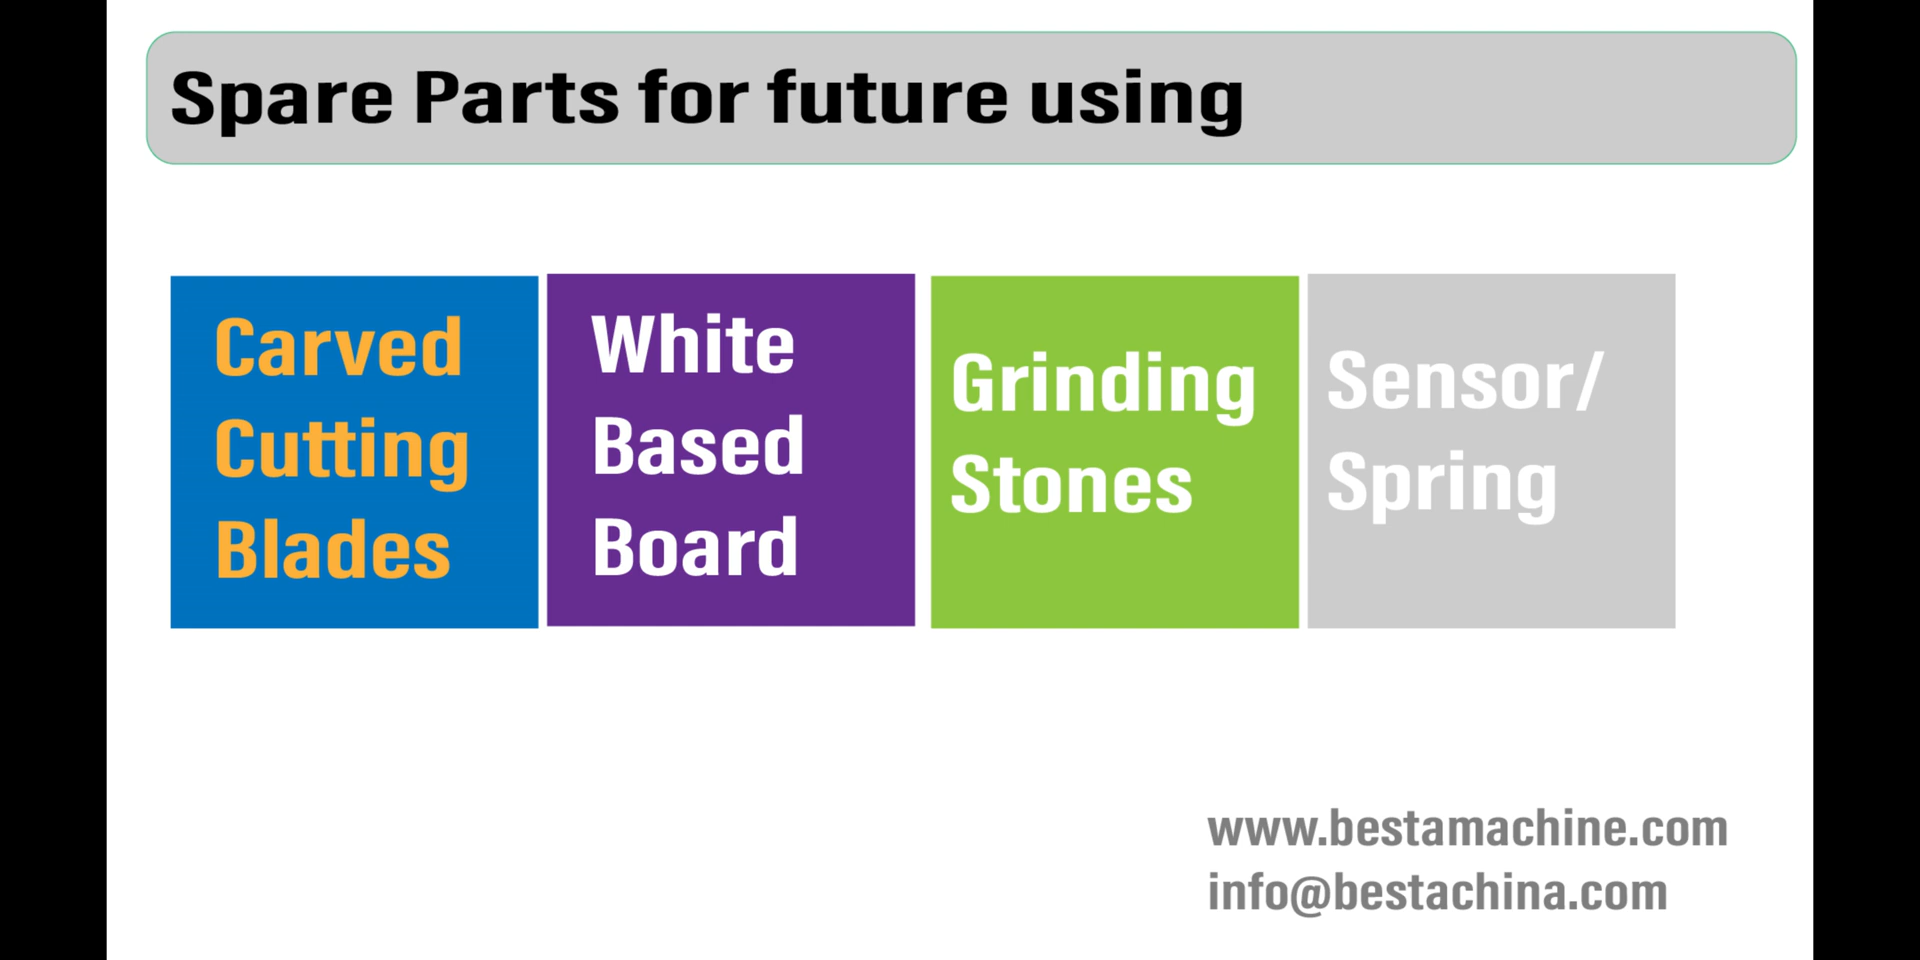 Spare Parts for future using
Carved
Cutting
Blades
White
Based
Board
Grinding
Stones
Sensor/
Spring
www.bestamachine.com
info@bestachina.com